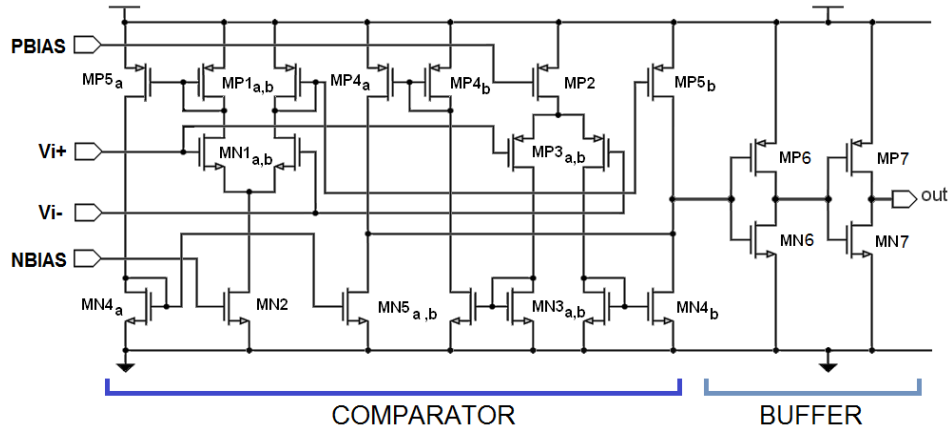 PBIAS
MP5a
MP1a,b
MP4a
MP4b
MP2
MP5b
Vi+
MN1a,b
MP3a,b
MP6
MP7
Vi-
out
NBIAS
MN6
MN7
MN4a
MN2
MN5a,b
MN3a,b
MN4b
COMPARATOR
BUFFER